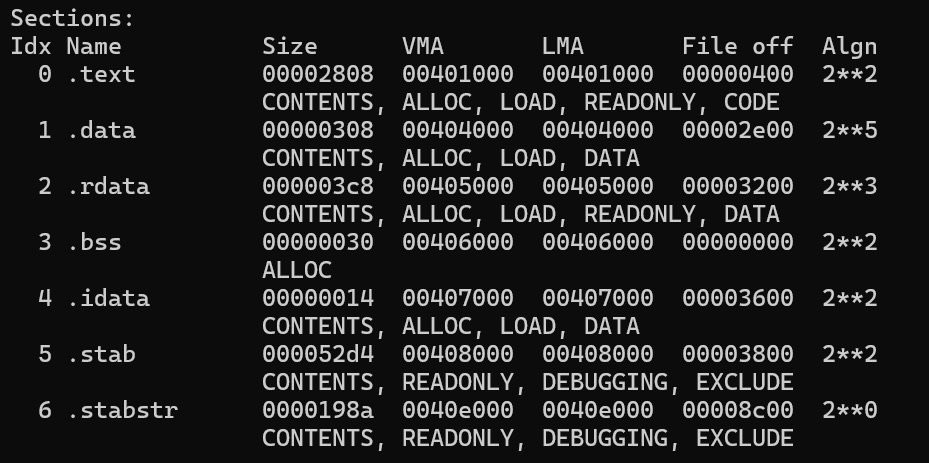 Sections:
Idx Name          Size      VMA       LMA       File off  Algn
  0 .text         00002808  00401000  00401000  00000400  2**2
                  CONTENTS, ALLOC, LOAD, READONLY, CODE
  1 .data         00000308  00404000  00404000  00002e00  2**5
                  CONTENTS, ALLOC, LOAD, DATA
  2 .rdata        000003c8  00405000  00405000  00003200  2**3
                  CONTENTS, ALLOC, LOAD, READONLY, DATA
  3 .bss          00000030  00406000  00406000  00000000  2**2
                  ALLOC
  4 .idata        00000014  00407000  00407000  00003600  2**2
                  CONTENTS, ALLOC, LOAD, DATA
  5 .stab         000052d4  00408000  00408000  00003800  2**2
                  CONTENTS, READONLY, DEBUGGING, EXCLUDE
  6 .stabstr      0000198a  0040e000  0040e000  00008c00  2**0
                  CONTENTS, READONLY, DEBUGGING, EXCLUDE